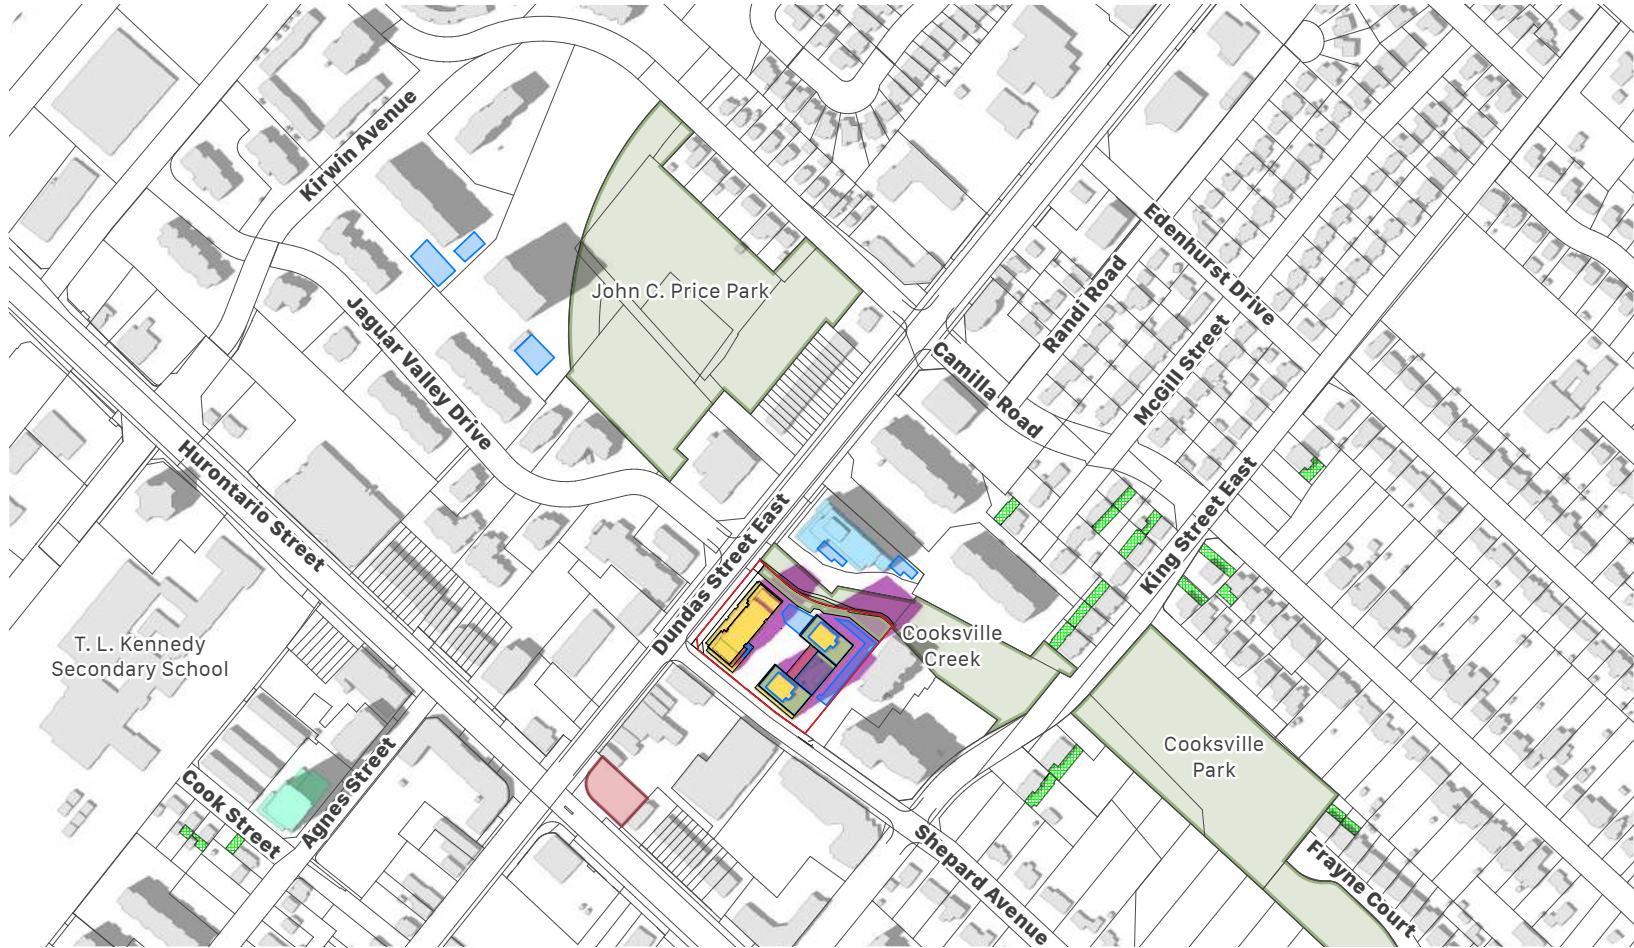 Kirwin Avenue
Edenhurst Drive
John C. Price Park
Randi Road
Jaguar Valley Drive
McGill Street
Camilla Road
Hurontario Street
King Street East
Dundas Street East
T. L. Kennedy
Secondary School
Cooksville
Creek
Cooksville
Park
Cook Street
Agnes Street
Shepard Avenue
Frayne Court